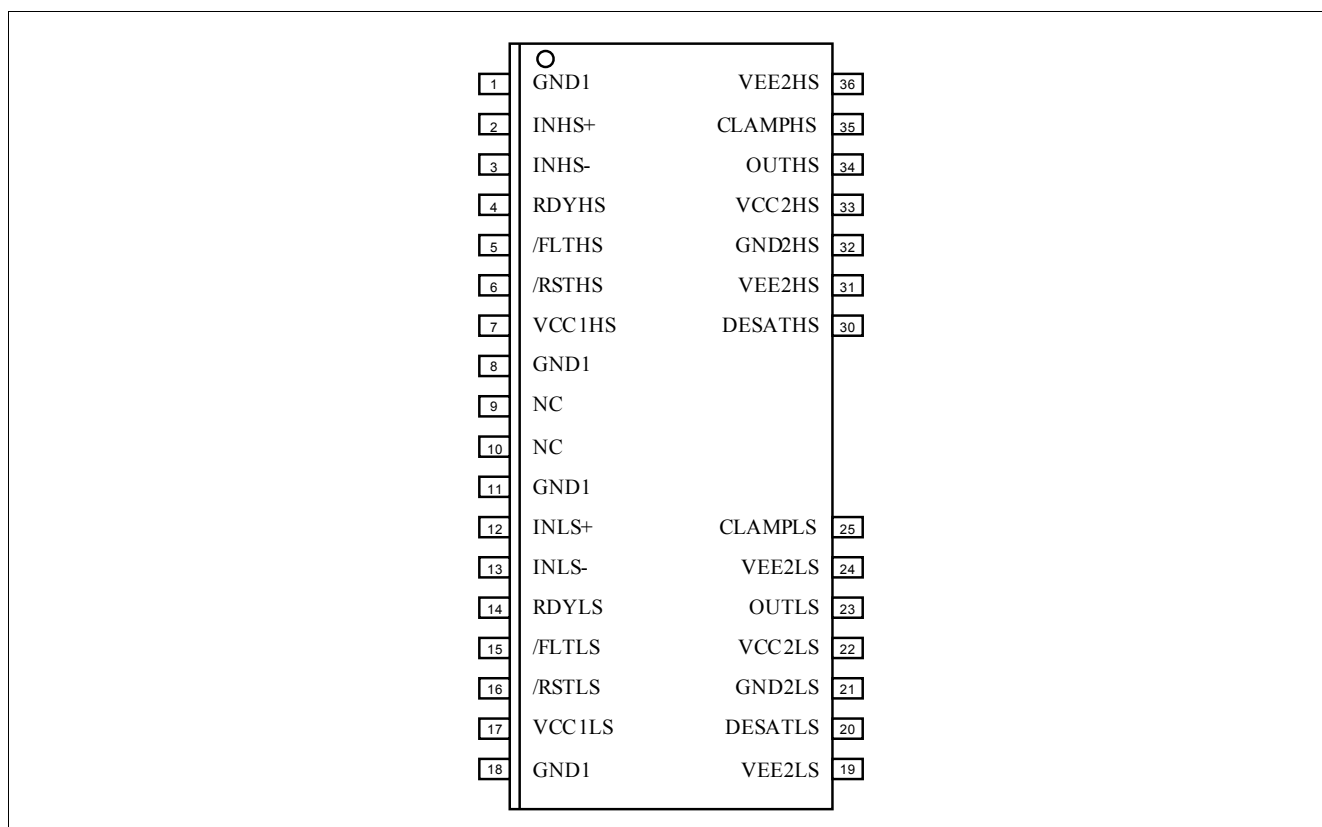 1 GND1 VEE2HS 36
2 INHS+ CLAMPHS 35
3 INHS- OUTHS 34
4 RDYHS VCC2HS 33
5 /FLTHS GND2HS 32
6 /RSTHS VEE2HS 31
7 VCC1HS DESATHS 30
8 GND1
9 NC
10 NC
11 GND1
12 INLS+ CLAMPLS 25
13 INLS- VEE2LS 24
14 RDYLS OUTLS 23
15 /FLTLS VCC2LS 22
16 /RSTLS GND2LS 21
17 VCC1LS DESATLS 20
18 GND1 VEE2LS 19